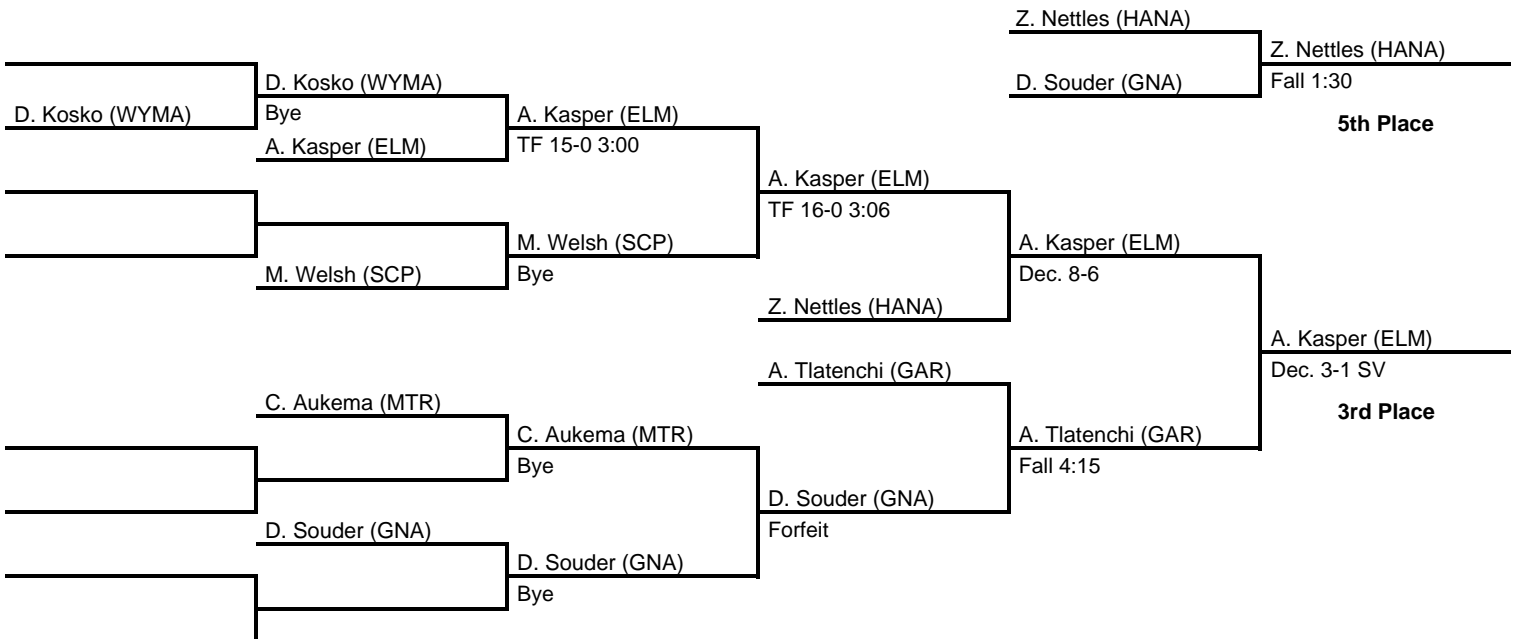 Z. Nettles (HANA)
Z. Nettles (HANA)
Fall 1:30
D. Souder (GNA)
5th Place
D. Kosko (WYMA)
D. Kosko (WYMA)
Bye
A. Kasper (ELM)
A. Kasper (ELM)
TF 15-0 3:00
A. Kasper (ELM)
TF 16-0 3:06
M. Welsh (SCP)
M. Welsh (SCP)
Bye
A. Kasper (ELM)
Dec. 8-6
Z. Nettles (HANA)
A. Kasper (ELM)
Dec. 3-1 SV
3rd Place
A. Tlatenchi (GAR)
C. Aukema (MTR)
C. Aukema (MTR)
Bye
A. Tlatenchi (GAR)
Fall 4:15
D. Souder (GNA)
Forfeit
D. Souder (GNA)
D. Souder (GNA)
Bye